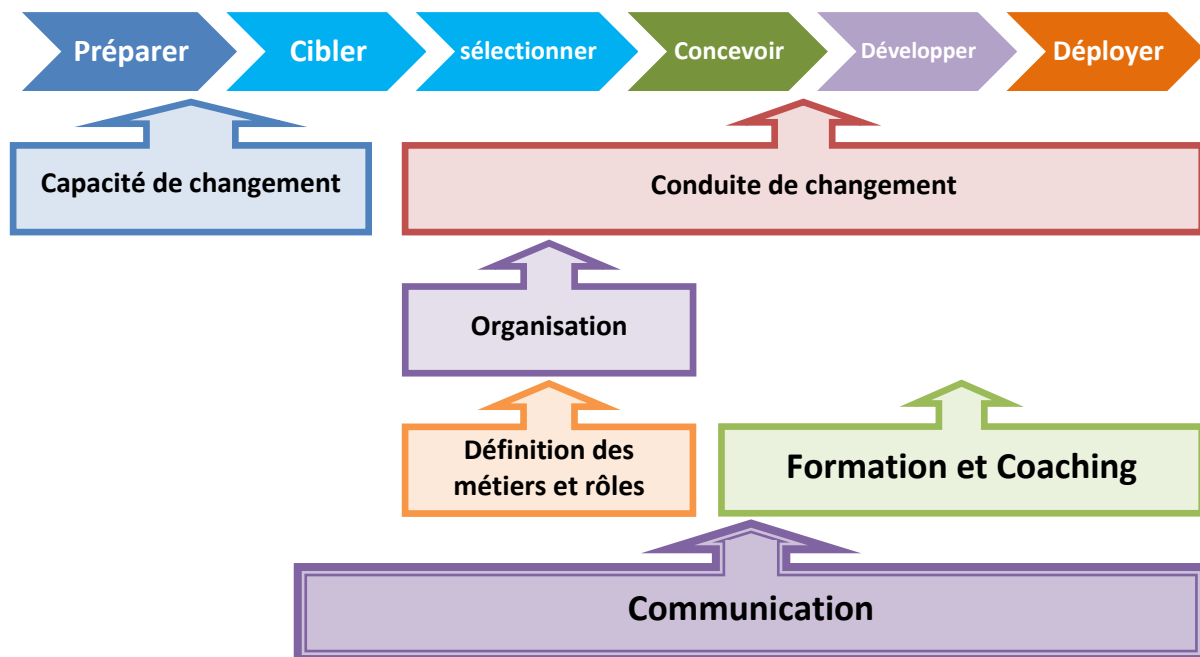 Préparer
Cibler
sélectionner
Concevoir
Développer
Déployer
Capacité de changement
Conduite de changement
Organisation
Définition des
métiers et rôles
Formation et Coaching
Communication